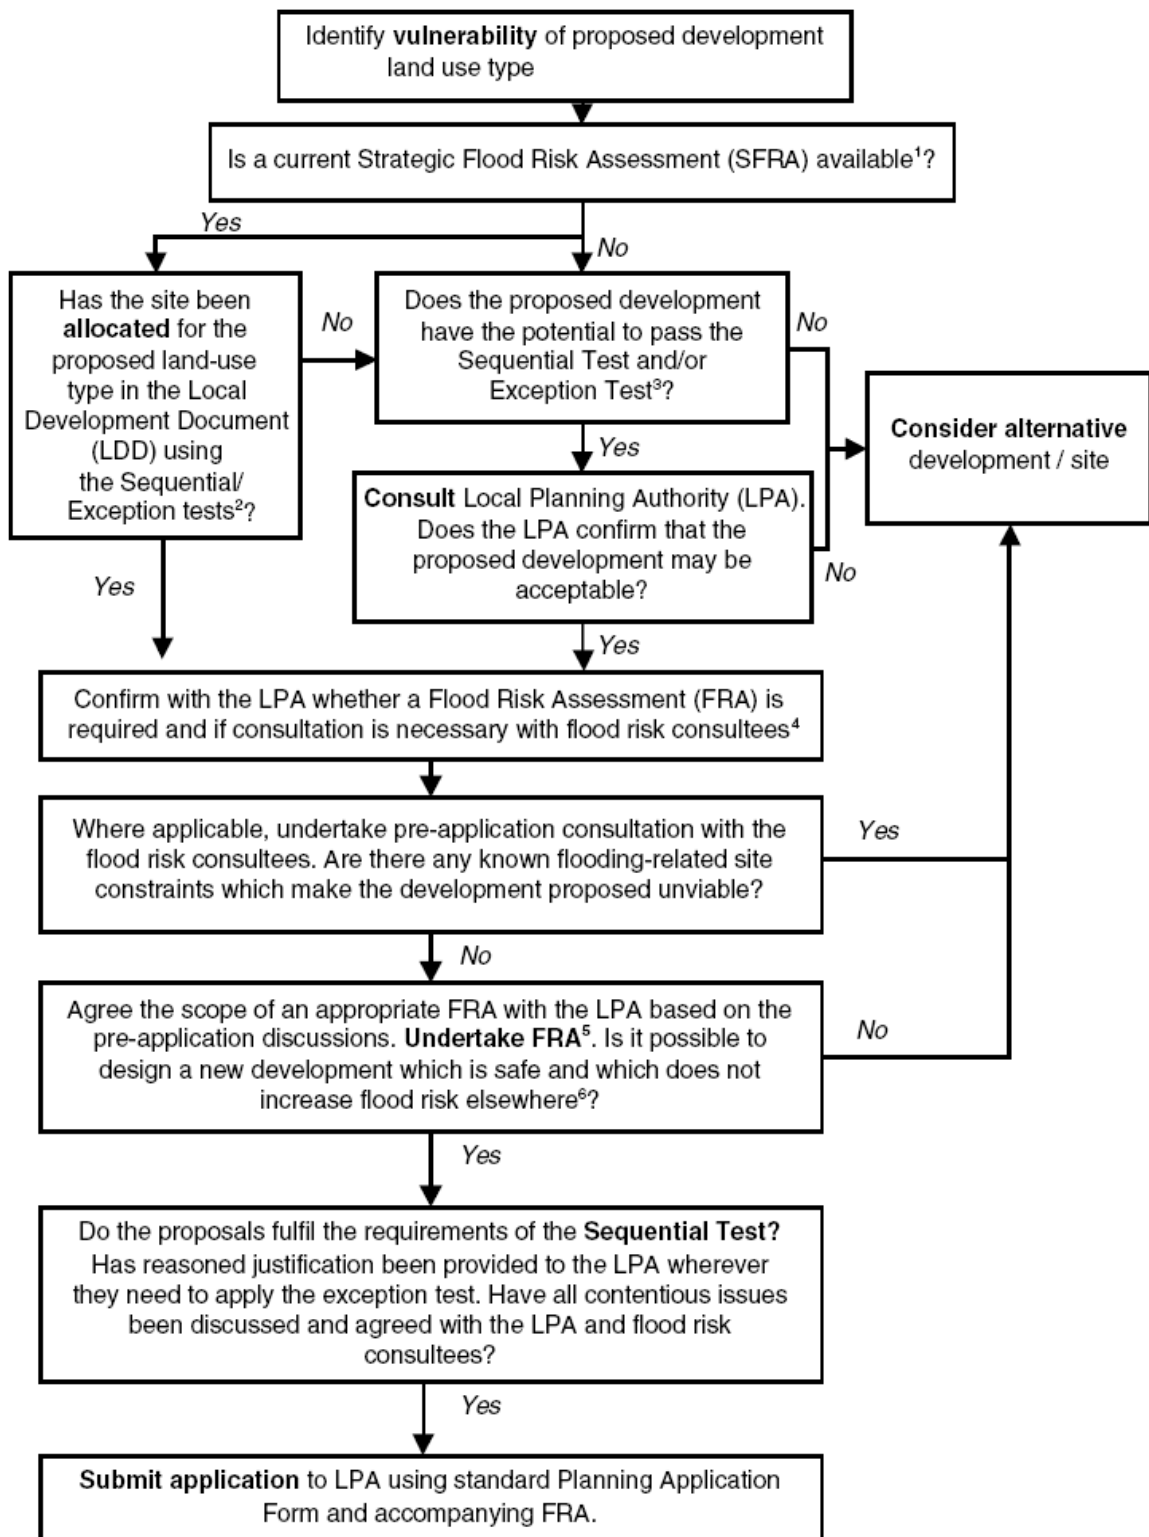 Identify vulnerability of proposed development
land use type
Is a current Strategic Flood Risk Assessment (SFRA) available¹?
Yes
No
Has the site been
allocated for the
proposed land-use
type in the Local
Development Document
(LDD) using
the Sequential/
Exception tests²?
No
Does the proposed development
have the potential to pass the
Sequential Test and/or
Exception Test³?
No
Consider alternative
development / site
Yes
Consult Local Planning Authority (LPA).
Does the LPA confirm that the
proposed development may be
acceptable?
No
Yes
Yes
Confirm with the LPA whether a Flood Risk Assessment (FRA) is
required and if consultation is necessary with flood risk consultees⁴
Where applicable, undertake pre-application consultation with the
flood risk consultees. Are there any known flooding-related site
constraints which make the development proposed unviable?
Yes
No
Agree the scope of an appropriate FRA with the LPA based on the
pre-application discussions. Undertake FRA⁵. Is it possible to
design a new development which is safe and which does not
increase flood risk elsewhere⁶?
No
Yes
Do the proposals fulfil the requirements of the Sequential Test?
Has reasoned justification been provided to the LPA wherever
they need to apply the exception test. Have all contentious issues
been discussed and agreed with the LPA and flood risk
consultees?
Yes
Submit application to LPA using standard Planning Application
Form and accompanying FRA.